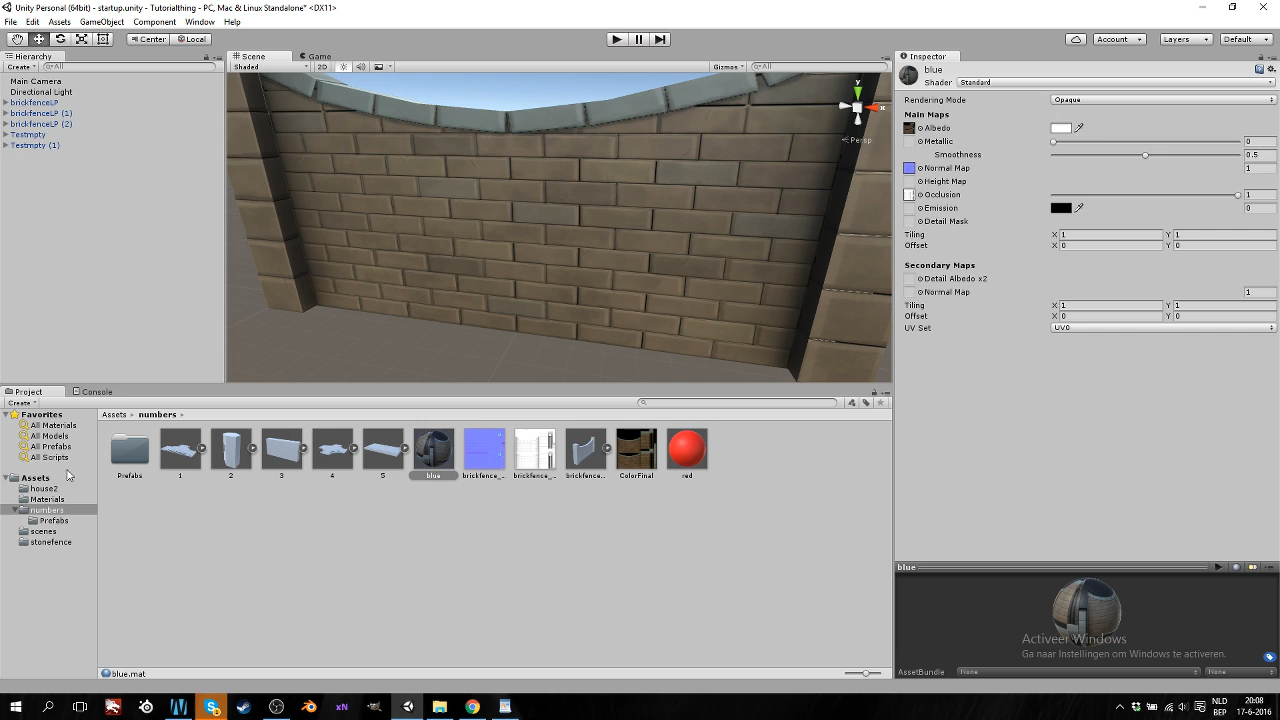 Unity Personal (64bit) - startup.unity - Tutorialthing - PC, Mac & Linux Standalone* <DX11>
File Edit Assets GameObject Component Window Help
Center Local Account Layers Default
Hierarchy Scene Game Inspector
Create All Shaded 2D Gizmos All
blue
Shader Standard
Main Camera
Directional Light
brickfenceLP
brickfenceLP (1)
brickfenceLP (2)
Testmpty
Testmpty (1)
y
x
Persp
Rendering Mode Opaque
Main Maps
Albedo
Metallic 0
Smoothness 0.5
Normal Map 1
Height Map
Occlusion 1
Emission 0
Detail Mask
Tiling X 1 Y 1
Offset X 0 Y 0
Secondary Maps
Detail Albedo x2
Normal Map 1
Tiling X 1 Y 1
Offset X 0 Y 0
UV Set UV0
Project Console
Create
Favorites
All Materials
All Models
All Prefabs
All Scripts
Assets
house2
Materials
numbers
Prefabs
scenes
stonefence
Assets numbers
Prefabs 1 2 3 4 5 blue brickfence_... brickfence_... brickfence... ColorFinal red
blue.mat
blue
Activeer Windows
Ga naar Instellingen om Windows te activeren.
AssetBundle None None
NLD 20:08
BEP 17-6-2016